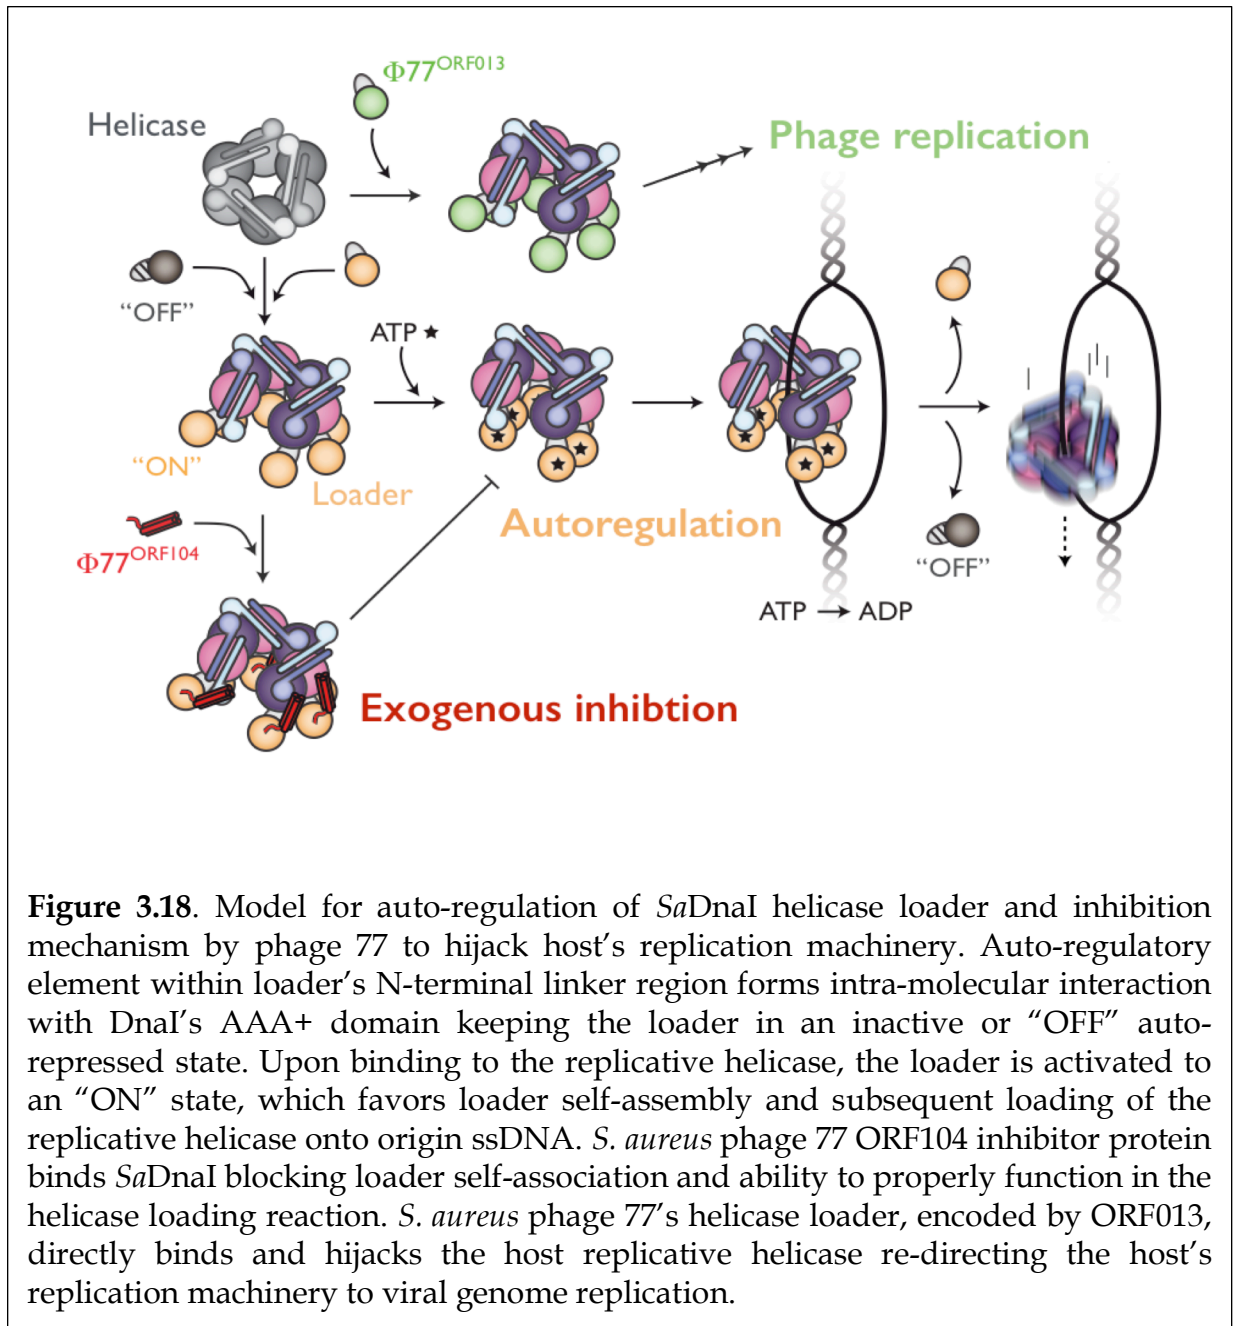 Φ77ORF013
Helicase
Phage replication
"OFF"
ATP ★
"ON"
Loader
Autoregulation
Φ77ORF104
"OFF"
ATP → ADP
Exogenous inhibtion
Figure 3.18. Model for auto-regulation of SaDnaI helicase loader and inhibition
mechanism by phage 77 to hijack host's replication machinery. Auto-regulatory
element within loader's N-terminal linker region forms intra-molecular interaction
with DnaI's AAA+ domain keeping the loader in an inactive or "OFF" auto-
repressed state. Upon binding to the replicative helicase, the loader is activated to
an "ON" state, which favors loader self-assembly and subsequent loading of the
replicative helicase onto origin ssDNA. S. aureus phage 77 ORF104 inhibitor protein
binds SaDnaI blocking loader self-association and ability to properly function in the
helicase loading reaction. S. aureus phage 77's helicase loader, encoded by ORF013,
directly binds and hijacks the host replicative helicase re-directing the host's
replication machinery to viral genome replication.